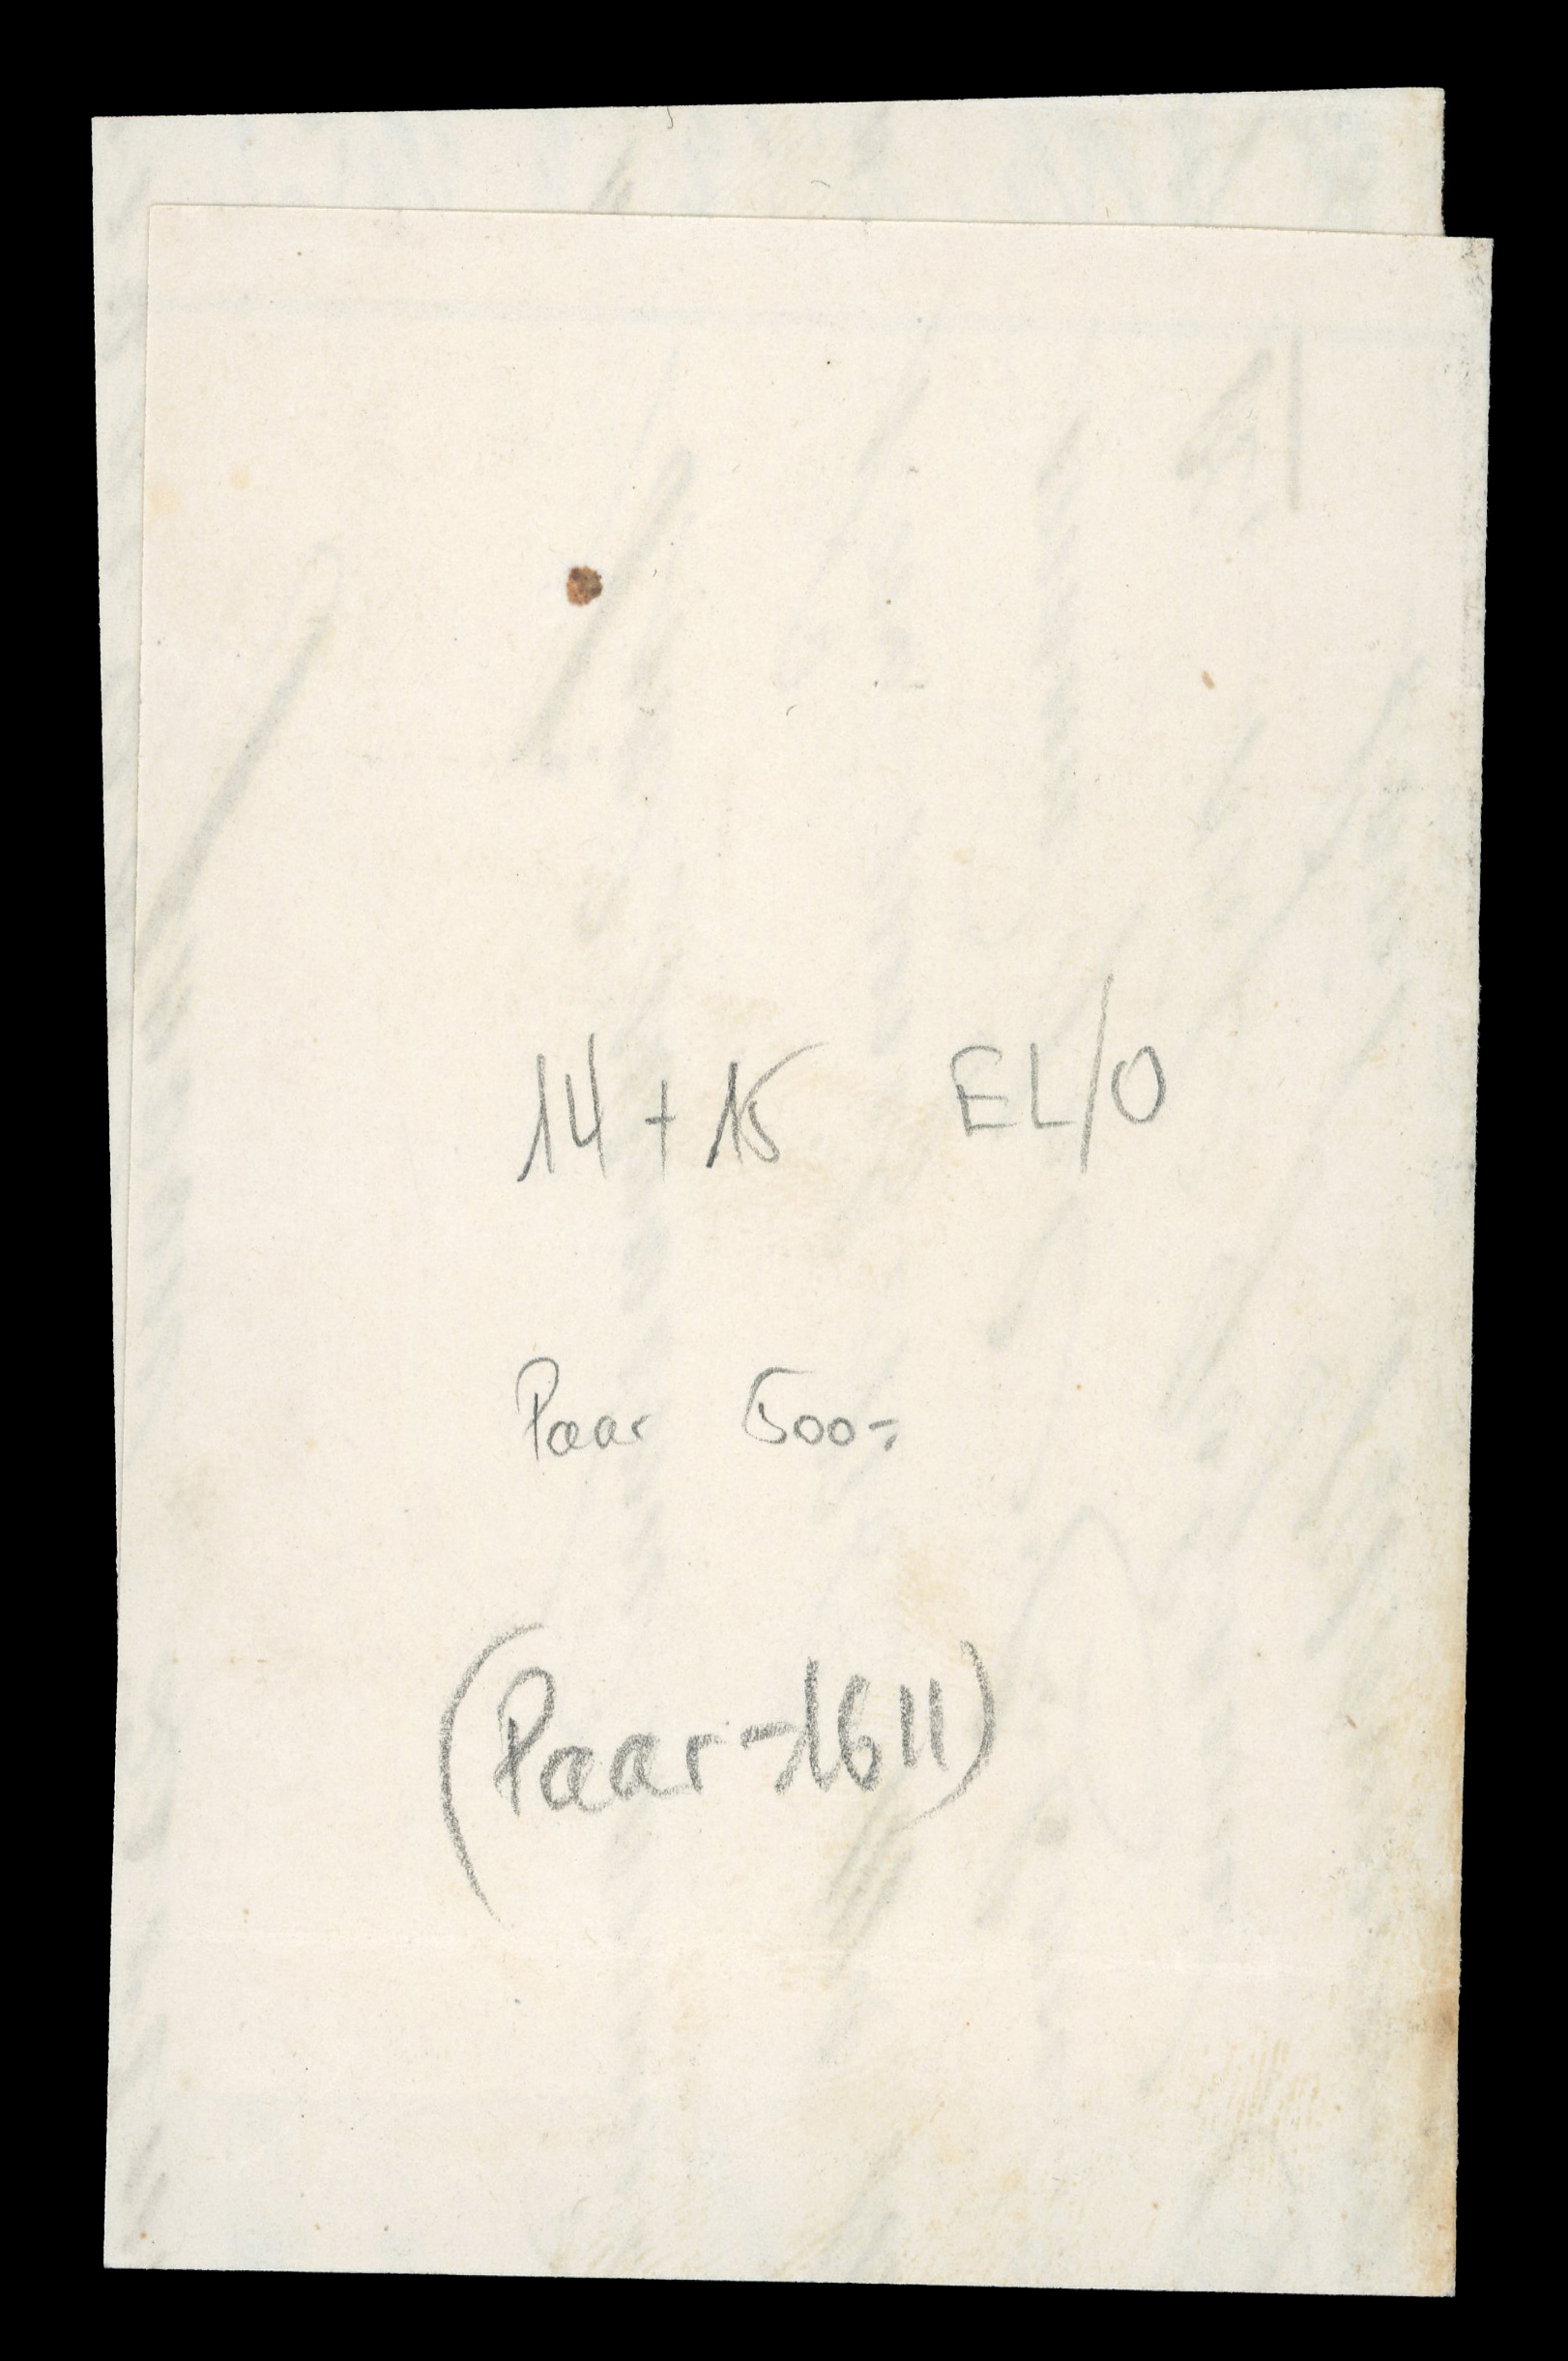 14 + 15 EL/O
Paar 500=
(Paar-1611)